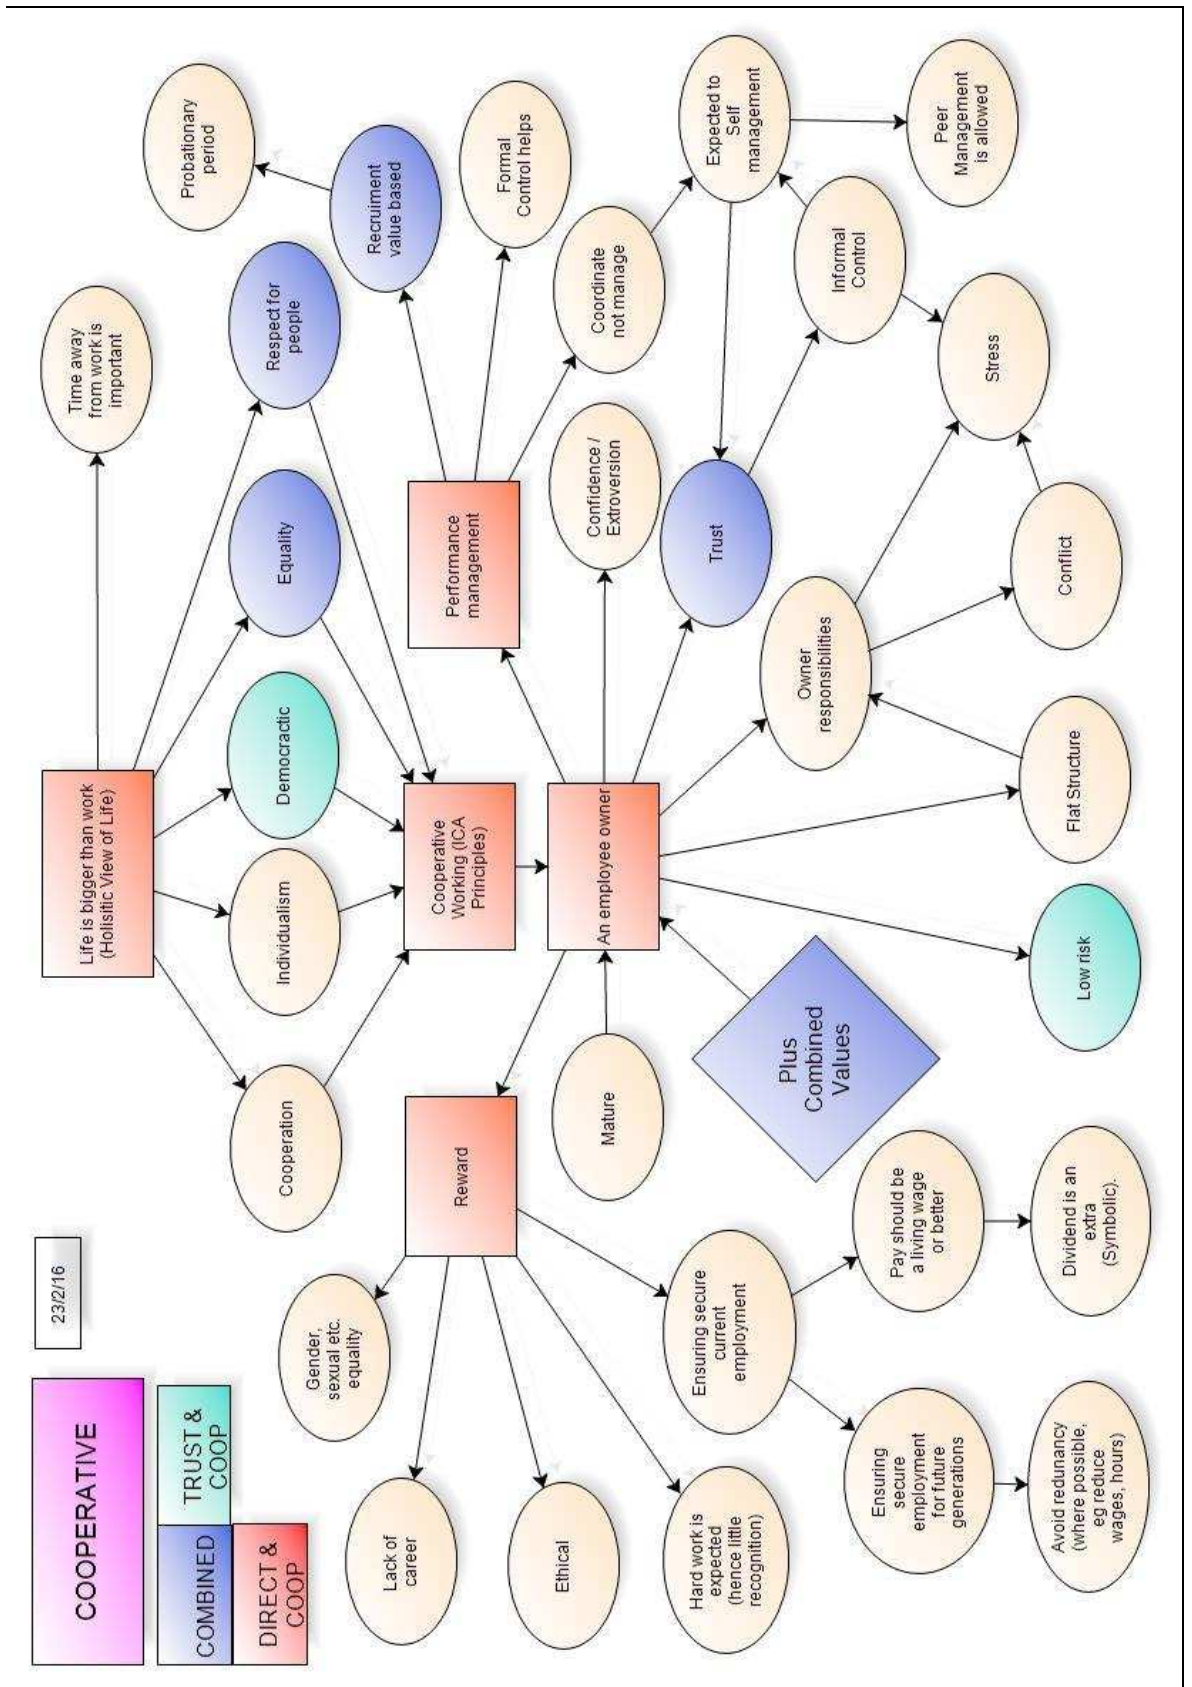 COOPERATIVE
23/2/16
COMBINED
TRUST &
COOP
DIRECT &
COOP
Life is bigger than work
(Holisitic View of Life)
Time away
from work is
important
Cooperation
Individualism
Democractic
Equality
Respect for
people
Probationary
period
Gender,
sexual etc.
equality
Recruiment
value based
Lack of
career
Reward
Cooperative
Working (ICA
Principles)
Performance
management
Formal
Control helps
Ethical
Mature
An employee owner
Confidence /
Extroversion
Coordinate
not manage
Hard work is
expected
(hence little
recognition)
Ensuring secure
current
employment
Plus
Combined
Values
Trust
Expected to
Self
management
Owner
responsibilities
Informal
Control
Ensuring
secure
employment
for future
generations
Pay should be
a living wage
or better
Peer
Management
is allowed
Stress
Avoid redunancy
(where possible,
eg reduce
wages, hours)
Dividend is an
extra
(Symbolic).
Low risk
Flat Structure
Conflict